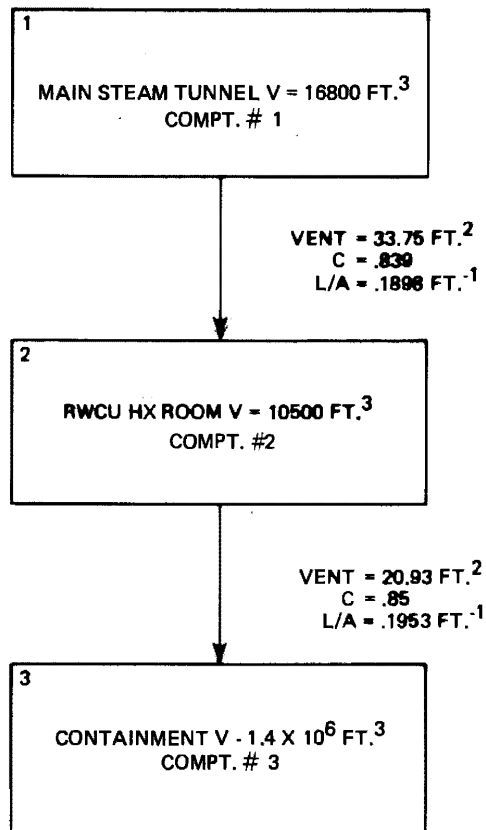 1
MAIN STEAM TUNNEL V = 16800 FT.3
COMPT. # 1
VENT = 33.75 FT.2
C = .839
L/A = .1898 FT.-1
2
RWCU HX ROOM V = 10500 FT.3
COMPT. #2
VENT = 20.93 FT.2
C = .85
L/A = .1953 FT.-1
3
CONTAINMENT V - 1.4 X 106 FT.3
COMPT. # 3